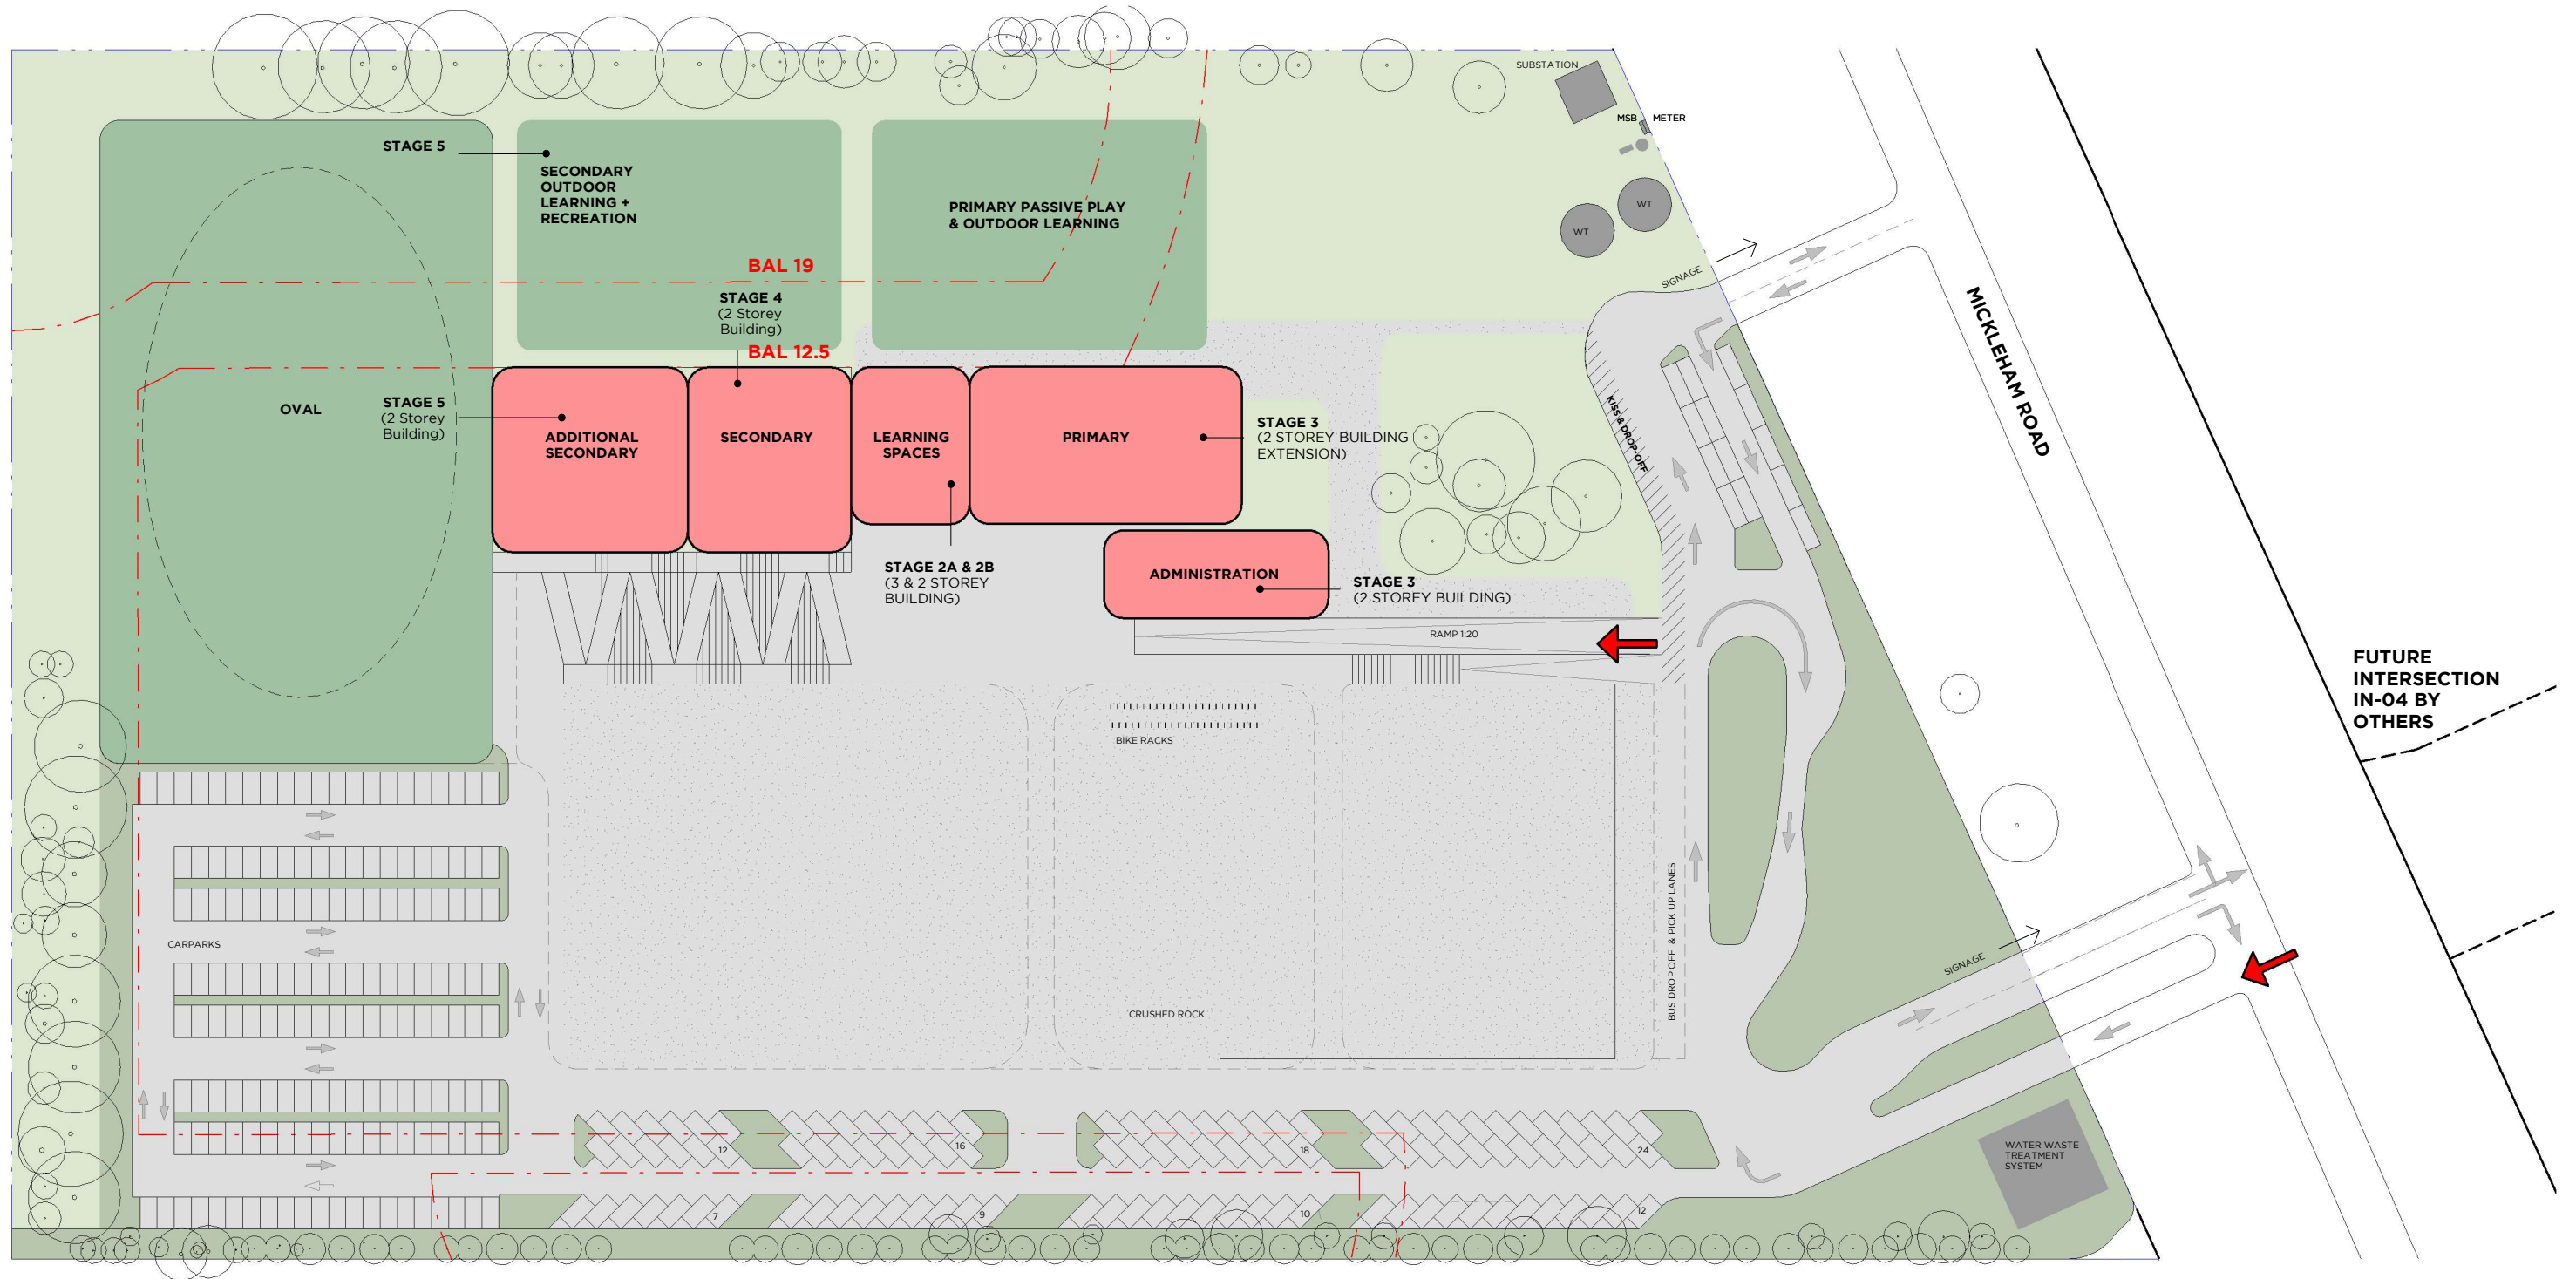 SUBSTATION
MSB
METER
WT
WT
SIGNAGE
STAGE 5
SECONDARY
OUTDOOR
LEARNING +
RECREATION
PRIMARY PASSIVE PLAY
& OUTDOOR LEARNING
BAL 19
STAGE 4
(2 Storey
Building)
BAL 12.5
MICKLEHAM ROAD
OVAL
STAGE 5
(2 Storey
Building)
ADDITIONAL
SECONDARY
SECONDARY
LEARNING
SPACES
PRIMARY
STAGE 3
(2 STOREY BUILDING
EXTENSION)
KISS & DROP-OFF
STAGE 2A & 2B
(3 & 2 STOREY
BUILDING)
ADMINISTRATION
STAGE 3
(2 STOREY BUILDING)
RAMP 1:20
FUTURE
INTERSECTION
IN-04 BY
OTHERS
BIKE RACKS
CARPARKS
BUS DROP OFF & PICK UP LANES
SIGNAGE
CRUSHED ROCK
12
16
18
24
WATER WASTE
TREATMENT
SYSTEM
7
9
10
12